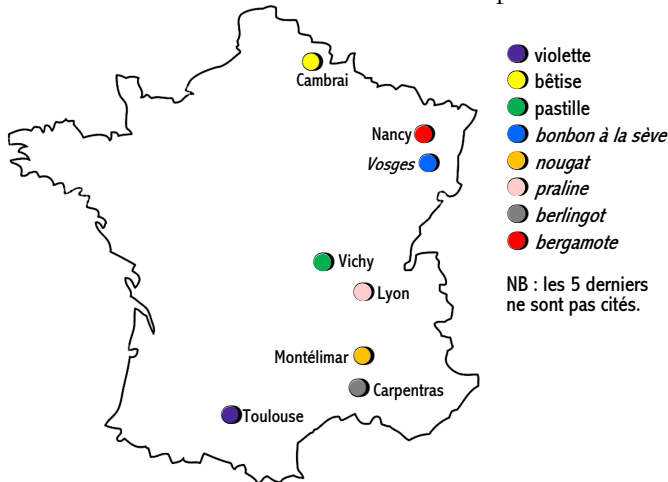 Cambrai
Nancy
Vosges
Vichy
Lyon
Montélimar
Carpentras
Toulouse
violette
bêtise
pastille
bonbon à la sève
nougat
praline
berlingot
bergamote
NB : les 5 derniers
ne sont pas cités.